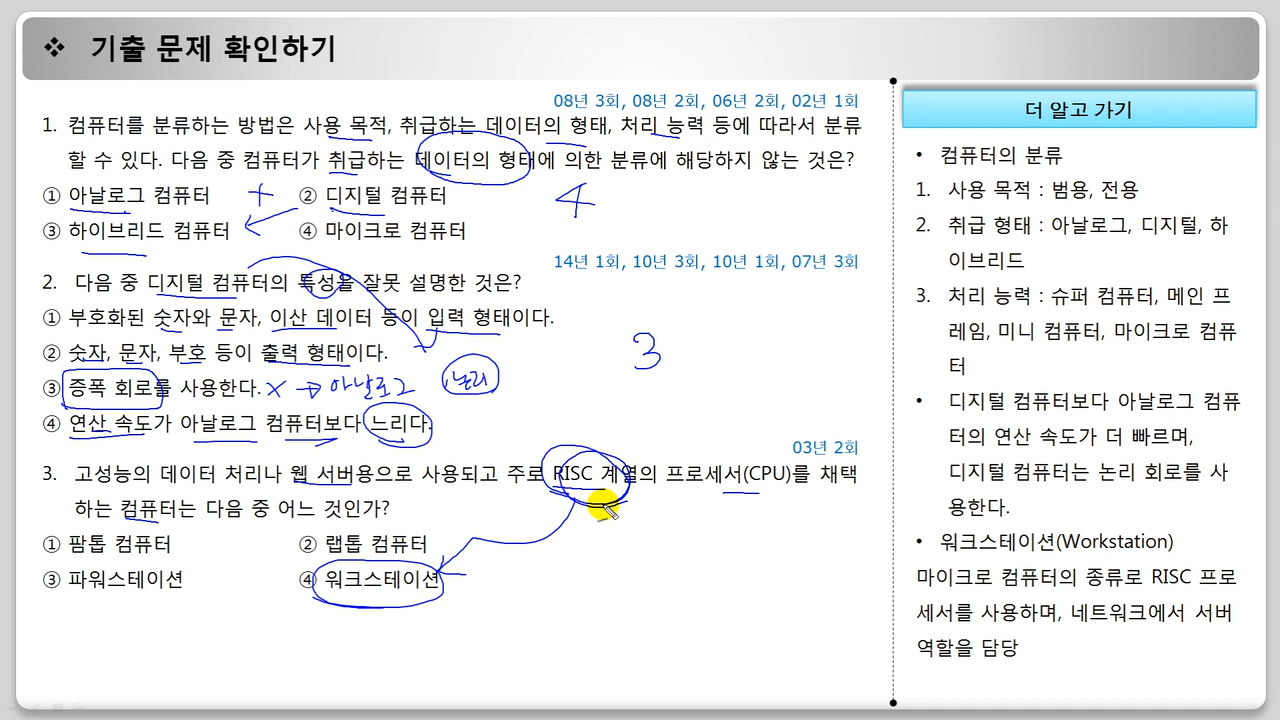 ❖ 기출 문제 확인하기
08년 3회, 08년 2회, 06년 2회, 02년 1회
1. 컴퓨터를 분류하는 방법은 사용 목적, 취급하는 데이터의 형태, 처리 능력 등에 따라서 분류
할 수 있다. 다음 중 컴퓨터가 취급하는 데이터의 형태에 의한 분류에 해당하지 않는 것은?
① 아날로그 컴퓨터 + ② 디지털 컴퓨터 4
③ 하이브리드 컴퓨터 ④ 마이크로 컴퓨터
14년 1회, 10년 3회, 10년 1회, 07년 3회
2. 다음 중 디지털 컴퓨터의 특성을 잘못 설명한 것은?
① 부호화된 숫자와 문자, 이산 데이터 등이 입력 형태이다.
② 숫자, 문자, 부호 등이 출력 형태이다. 3
③ 증폭 회로를 사용한다. X → 아날로그 논리
④ 연산 속도가 아날로그 컴퓨터보다 느리다.
03년 2회
3. 고성능의 데이터 처리나 웹 서버용으로 사용되고 주로 RISC 계열의 프로세서(CPU)를 채택
하는 컴퓨터는 다음 중 어느 것인가?
① 팜톱 컴퓨터 ② 랩톱 컴퓨터
③ 파워스테이션 ④ 워크스테이션
더 알고 가기
• 컴퓨터의 분류
1. 사용 목적 : 범용, 전용
2. 취급 형태 : 아날로그, 디지털, 하
이브리드
3. 처리 능력 : 슈퍼 컴퓨터, 메인 프
레임, 미니 컴퓨터, 마이크로 컴퓨
터
• 디지털 컴퓨터보다 아날로그 컴퓨
터의 연산 속도가 더 빠르며,
디지털 컴퓨터는 논리 회로를 사
용한다.
• 워크스테이션(Workstation)
마이크로 컴퓨터의 종류로 RISC 프로
세서를 사용하며, 네트워크에서 서버
역할을 담당